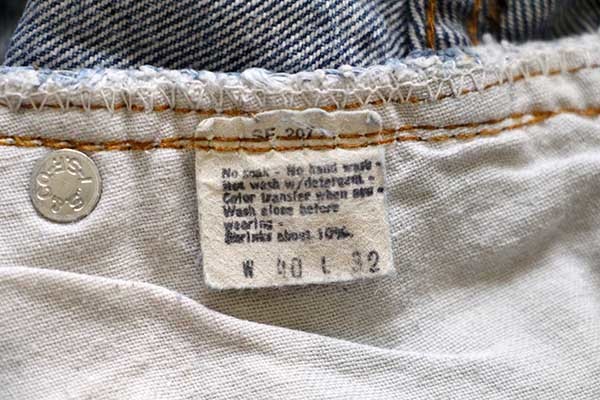 SF 207
No soak - No hand wash -
Hot wash w/detergent. -
Color transfer when new -
Wash alone before
wearing -
Shrinks about 10%.
W 40 L 32